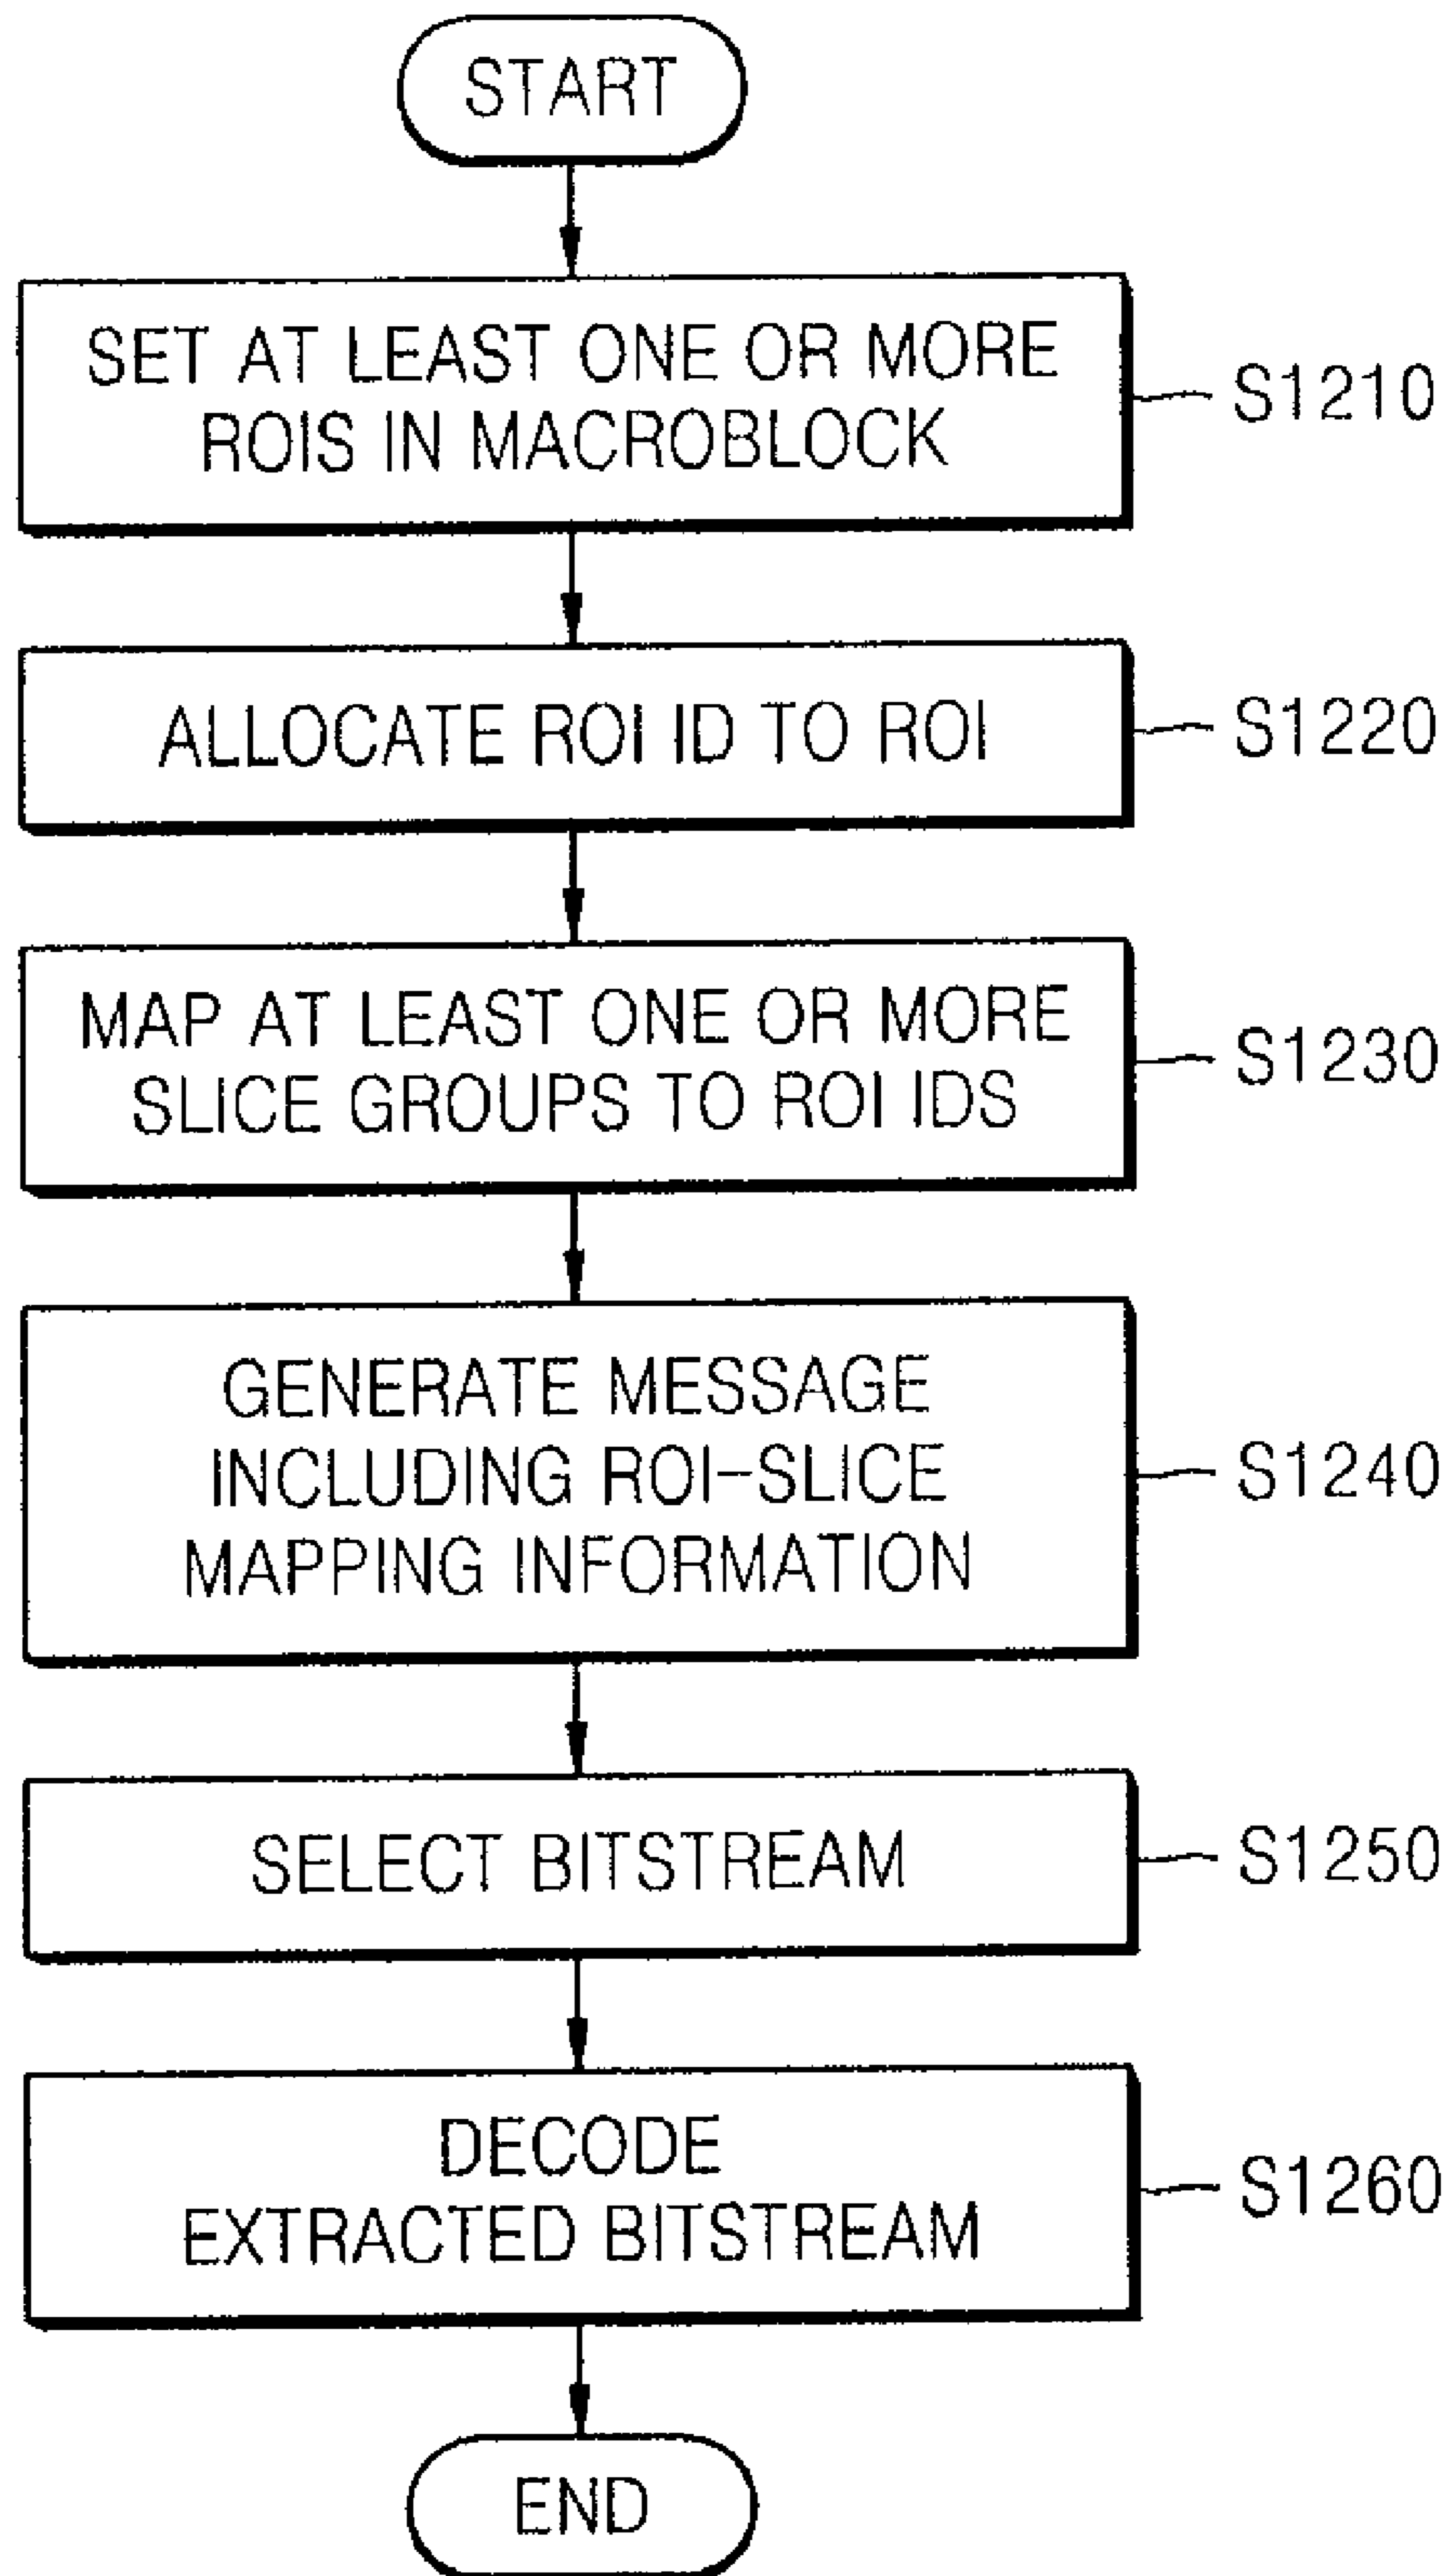 START
SET AT LEAST ONE OR MORE
ROIS IN MACROBLOCK
S1210
ALLOCATE ROI ID TO ROI
S1220
MAP AT LEAST ONE OR MORE
SLICE GROUPS TO ROI IDS
S1230
GENERATE MESSAGE
INCLUDING ROI-SLICE
MAPPING INFORMATION
S1240
SELECT BITSTREAM
S1250
DECODE
EXTRACTED BITSTREAM
S1260
END